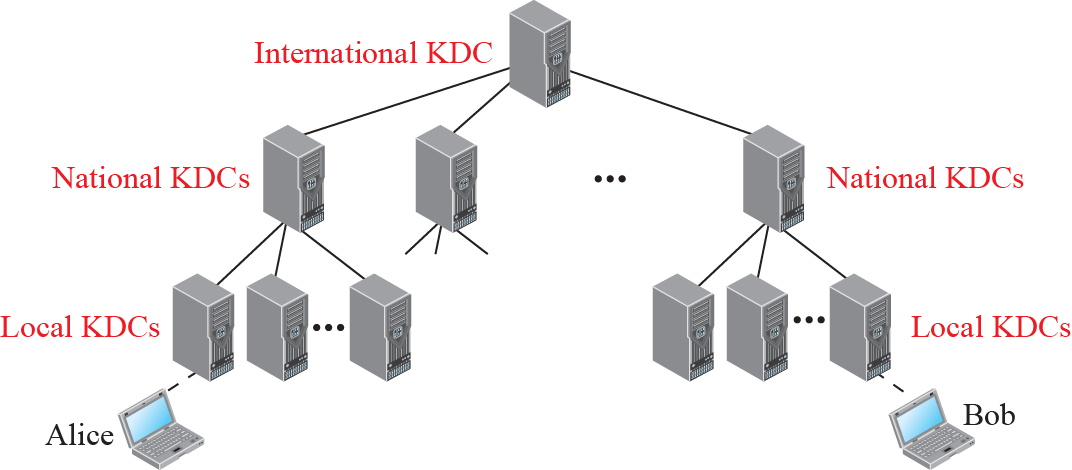 International KDC
National KDCs
National KDCs
Local KDCs
Local KDCs
Alice
Bob